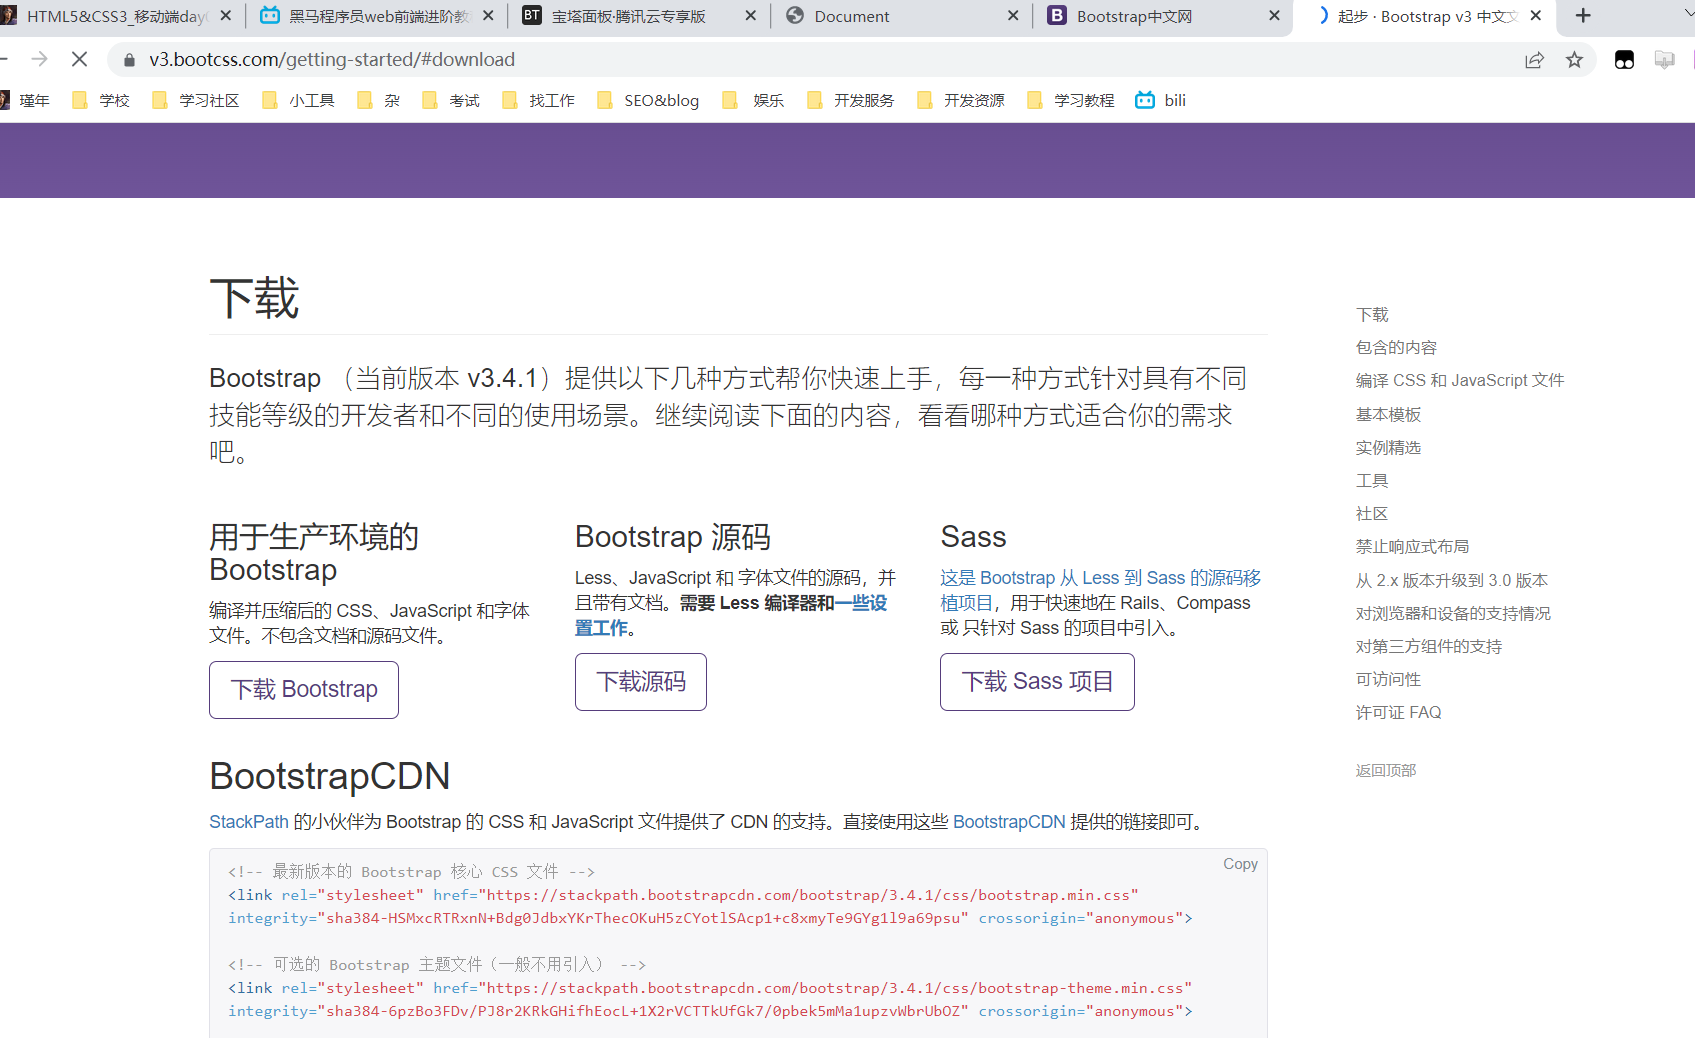 HTML5&CSS3_移动端day
黑马程序员web前端进阶教
BT 宝塔面板·腾讯云专享版
Document
B Bootstrap中文网
起步 · Bootstrap v3 中文文
v3.bootcss.com/getting-started/#download
瑾年 学校 学习社区 小工具 杂 考试 找工作 SEO&blog 娱乐 开发服务 开发资源 学习教程 bili
下载
Bootstrap （当前版本 v3.4.1）提供以下几种方式帮你快速上手，每一种方式针对具有不同
技能等级的开发者和不同的使用场景。继续阅读下面的内容，看看哪种方式适合你的需求
吧。
用于生产环境的
Bootstrap
编译并压缩后的 CSS、JavaScript 和字体
文件。不包含文档和源码文件。
下载 Bootstrap
Bootstrap 源码
Less、JavaScript 和 字体文件的源码，并
且带有文档。需要 Less 编译器和一些设
置工作。
下载源码
Sass
这是 Bootstrap 从 Less 到 Sass 的源码移
植项目，用于快速地在 Rails、Compass
或 只针对 Sass 的项目中引入。
下载 Sass 项目
BootstrapCDN
StackPath 的小伙伴为 Bootstrap 的 CSS 和 JavaScript 文件提供了 CDN 的支持。直接使用这些 BootstrapCDN 提供的链接即可。
Copy
<!-- 最新版本的 Bootstrap 核心 CSS 文件 -->
<link rel="stylesheet" href="https://stackpath.bootstrapcdn.com/bootstrap/3.4.1/css/bootstrap.min.css"
integrity="sha384-HSMxcRTRxnN+Bdg0JdbxYKrThecOKuH5zCYotlSAcp1+c8xmyTe9GYg1l9a69psu" crossorigin="anonymous">
<!-- 可选的 Bootstrap 主题文件（一般不用引入） -->
<link rel="stylesheet" href="https://stackpath.bootstrapcdn.com/bootstrap/3.4.1/css/bootstrap-theme.min.css"
integrity="sha384-6pzBo3FDv/PJ8r2KRkGHifhEocL+1X2rVCTTkUfGk7/0pbek5mMa1upzvWbrUbOZ" crossorigin="anonymous">
下载
包含的内容
编译 CSS 和 JavaScript 文件
基本模板
实例精选
工具
社区
禁止响应式布局
从 2.x 版本升级到 3.0 版本
对浏览器和设备的支持情况
对第三方组件的支持
可访问性
许可证 FAQ
返回顶部